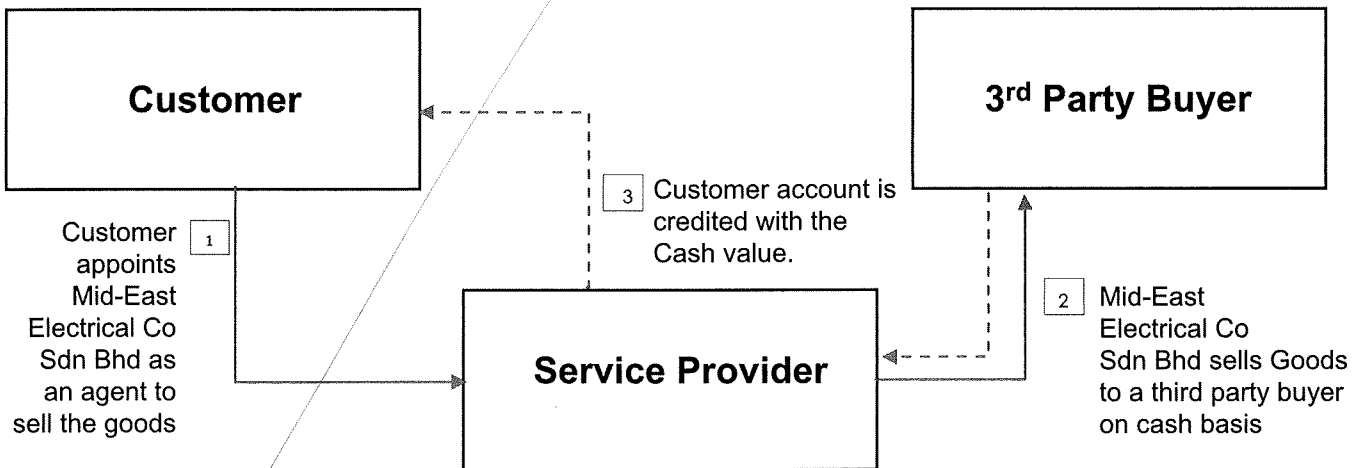 Customer
3rd Party Buyer
1
Customer
appoints
Mid-East
Electrical Co
Sdn Bhd as
an agent to
sell the goods
3
Customer account is
credited with the
Cash value.
Service Provider
2
Mid-East
Electrical Co
Sdn Bhd sells Goods
to a third party buyer
on cash basis